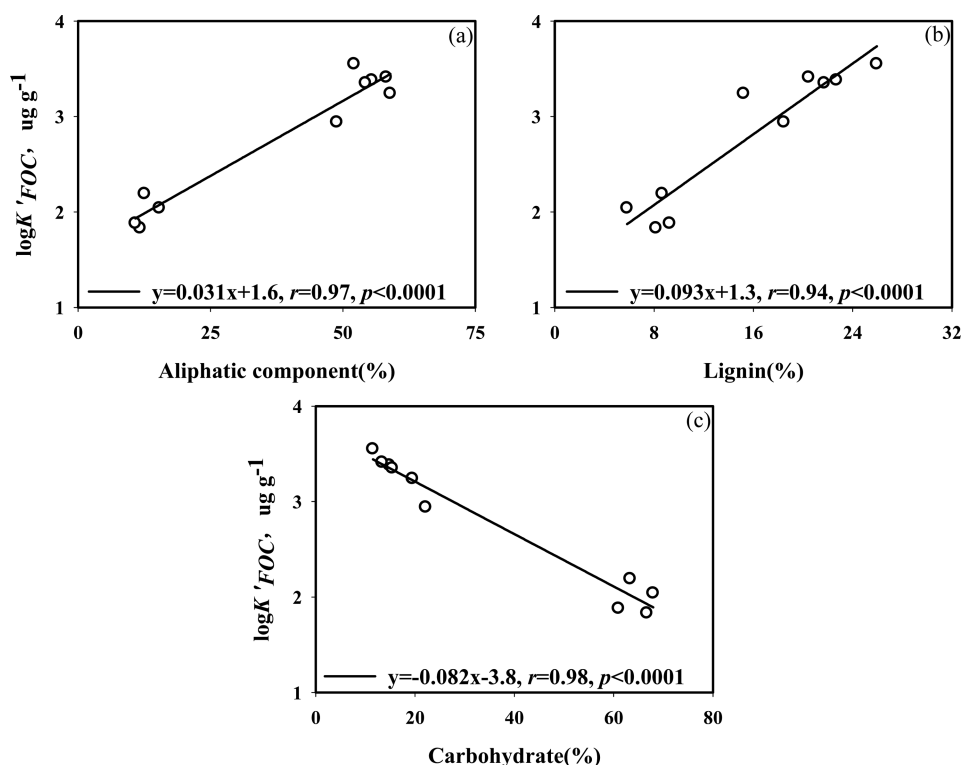 (a)
4
3
2
1
logK'FOC, ug g-1
y=0.031x+1.6, r=0.97, p<0.0001
0 25 50 75
Aliphatic component(%)
(b)
4
3
2
1
y=0.093x+1.3, r=0.94, p<0.0001
0 8 16 24 32
Lignin(%)
(c)
4
3
2
1
logK'FOC, ug g-1
y=-0.082x-3.8, r=0.98, p<0.0001
0 20 40 60 80
Carbohydrate(%)